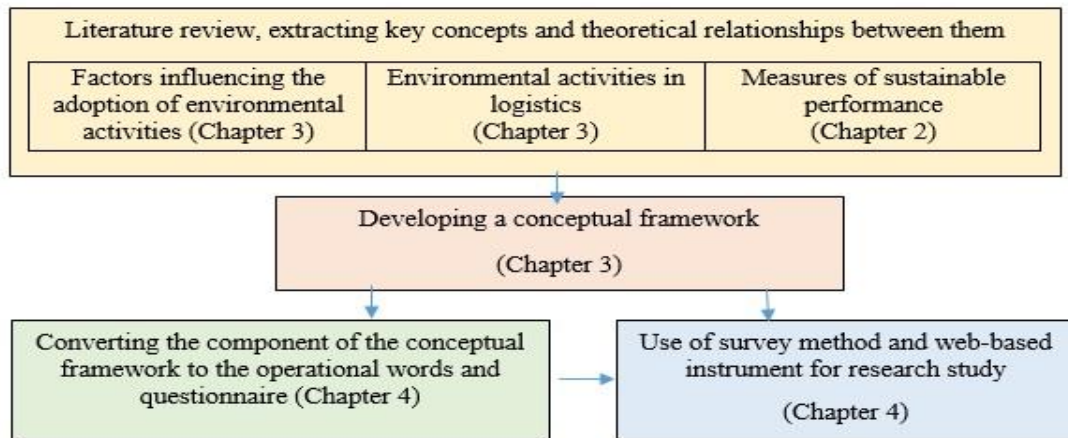 Literature review, extracting key concepts and theoretical relationships between them
Factors influencing the
adoption of environmental
activities (Chapter 3)
Environmental activities in
logistics
(Chapter 3)
Measures of sustainable
performance
(Chapter 2)
Developing a conceptual framework
(Chapter 3)
Converting the component of the conceptual
framework to the operational words and
questionnaire (Chapter 4)
Use of survey method and web-based
instrument for research study
(Chapter 4)